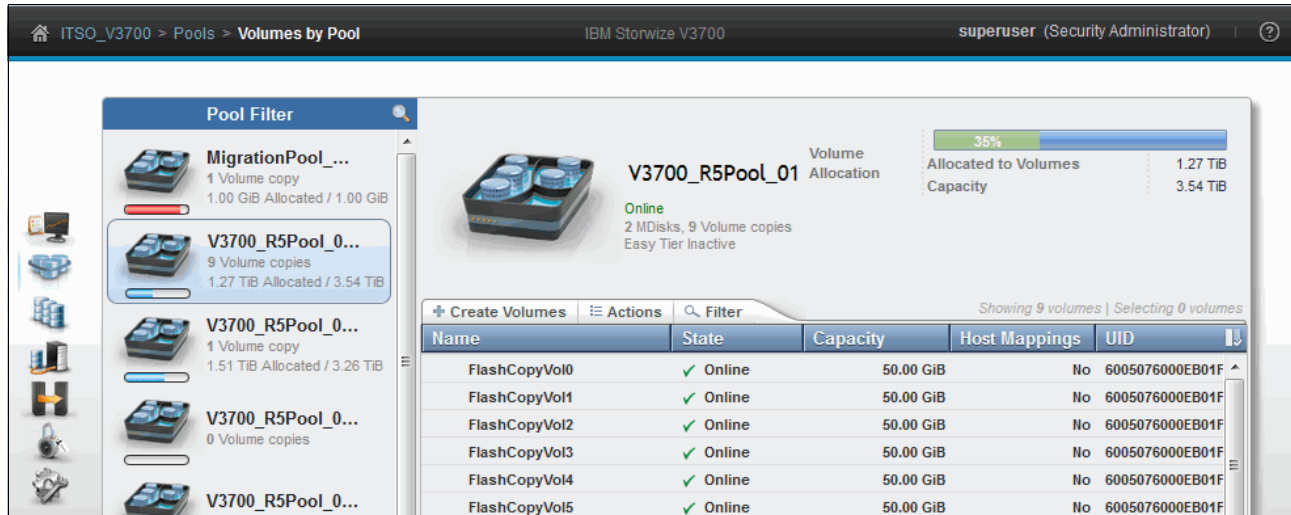 ITSO_V3700 > Pools > Volumes by Pool
IBM Storwize V3700
superuser (Security Administrator)
?
Pool Filter
MigrationPool_...
1 Volume copy
1.00 GiB Allocated / 1.00 GiB
V3700_R5Pool_0...
9 Volume copies
1.27 TiB Allocated / 3.54 TiB
V3700_R5Pool_0...
1 Volume copy
1.51 TiB Allocated / 3.26 TiB
V3700_R5Pool_0...
0 Volume copies
V3700_R5Pool_0...
V3700_R5Pool_01
Online
2 MDisks, 9 Volume copies
Easy Tier Inactive
Volume
Allocation
35%
Allocated to Volumes 1.27 TiB
Capacity 3.54 TiB
Create Volumes Actions Filter Showing 9 volumes | Selecting 0 volumes
Name State Capacity Host Mappings UID
FlashCopyVol0 Online 50.00 GiB No 6005076000EB01F
FlashCopyVol1 Online 50.00 GiB No 6005076000EB01F
FlashCopyVol2 Online 50.00 GiB No 6005076000EB01F
FlashCopyVol3 Online 50.00 GiB No 6005076000EB01F
FlashCopyVol4 Online 50.00 GiB No 6005076000EB01F
FlashCopyVol5 Online 50.00 GiB No 6005076000EB01F